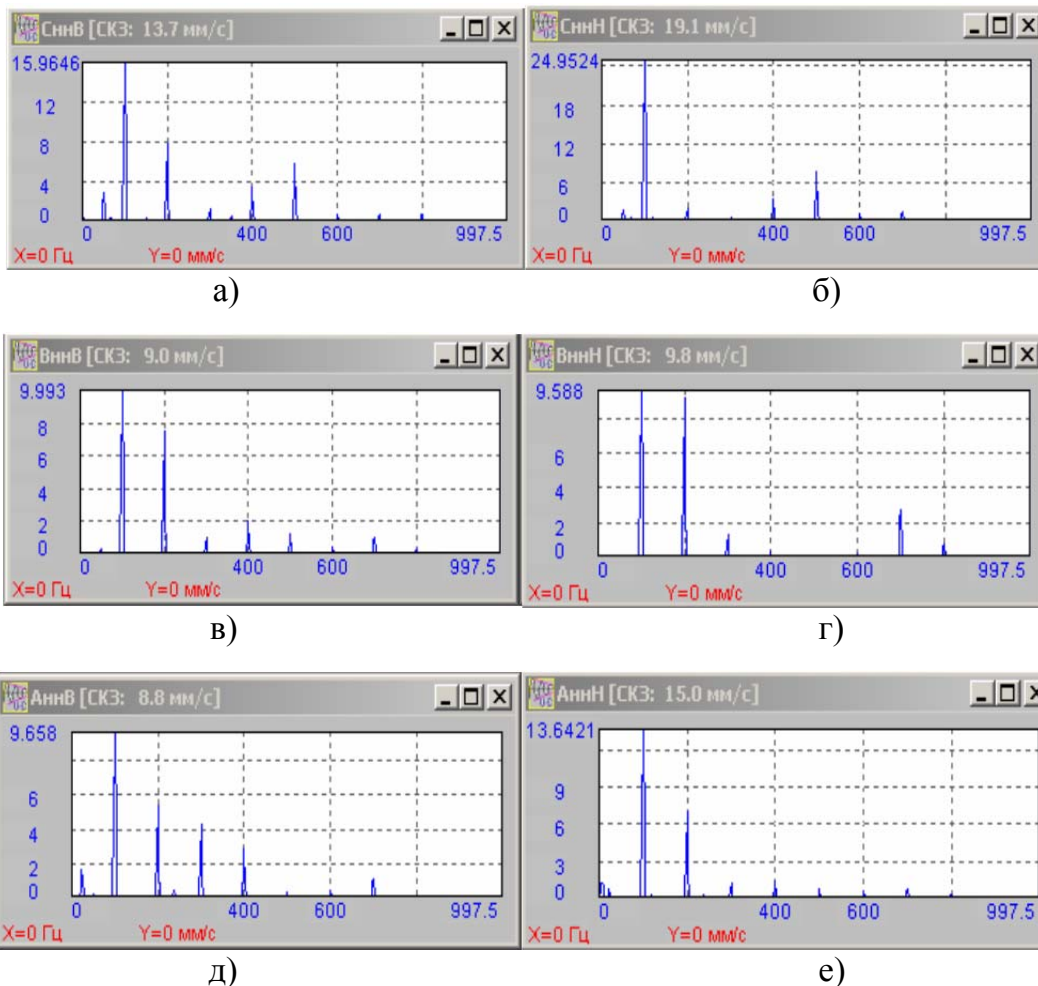 СннВ [СКЗ: 13.7 мм/с]
15.9646
12
8
4
0
0 400 600 997.5
X=0 Гц Y=0 мм/с
а)
СннН [СКЗ: 19.1 мм/с]
24.9524
18
12
6
0
0 400 600 997.5
X=0 Гц Y=0 мм/с
б)
ВннВ [СКЗ: 9.0 мм/с]
9.993
8
6
4
2
0
0 400 600 997.5
X=0 Гц Y=0 мм/с
в)
ВннН [СКЗ: 9.8 мм/с]
9.588
6
4
2
0
0 400 600 997.5
X=0 Гц Y=0 мм/с
г)
АннВ [СКЗ: 8.8 мм/с]
9.658
6
4
2
0
0 400 600 997.5
X=0 Гц Y=0 мм/с
д)
АннН [СКЗ: 15.0 мм/с]
13.6421
9
6
3
0
0 400 600 997.5
X=0 Гц Y=0 мм/с
е)